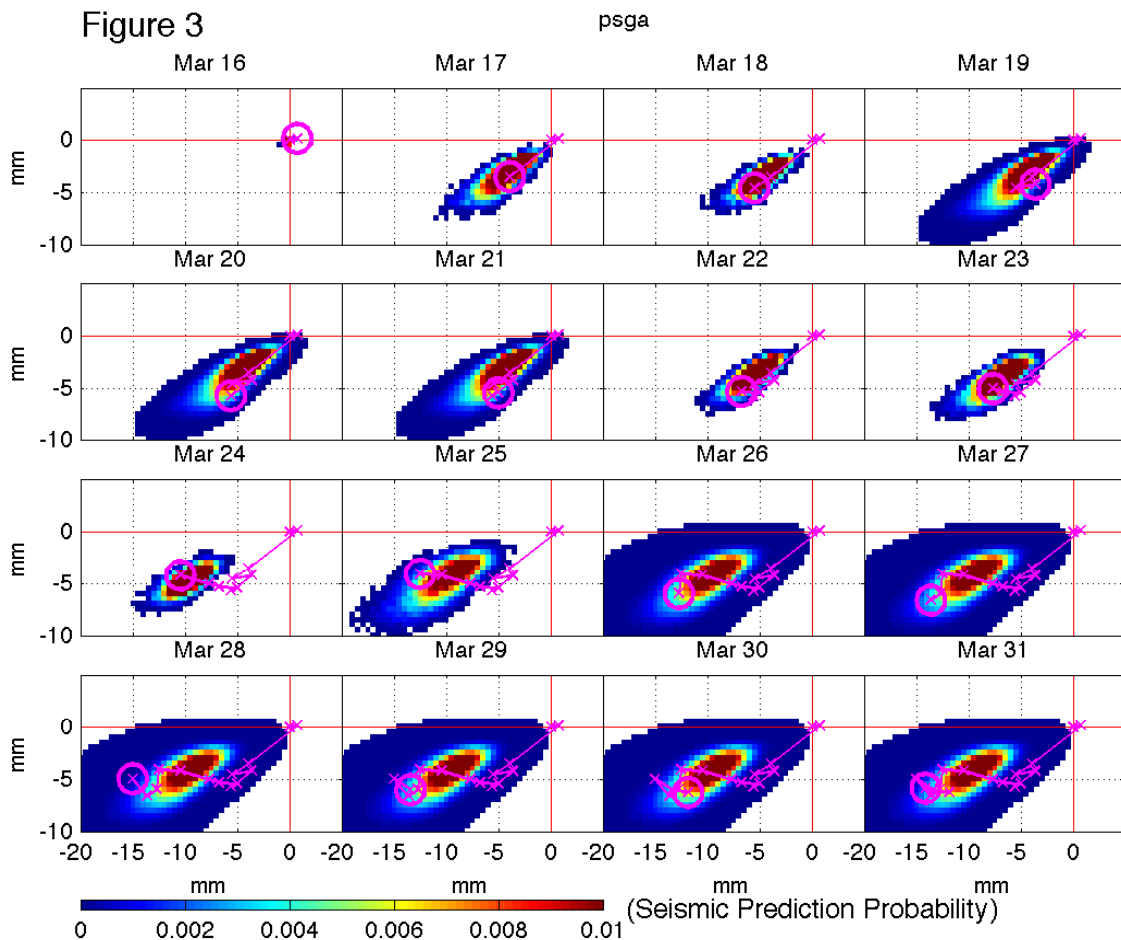 Figure 3
psga
Mar 16 Mar 17 Mar 18 Mar 19
mm 0 -5 -10
Mar 20 Mar 21 Mar 22 Mar 23
mm 0 -5 -10
Mar 24 Mar 25 Mar 26 Mar 27
mm 0 -5 -10
Mar 28 Mar 29 Mar 30 Mar 31
mm 0 -5 -10
-20 -15 -10 -5 0 -15 -10 -5 0 -20 -15 -10 -5 0 -15 -10 -5 0
mm mm mm mm
0 0.002 0.004 0.006 0.008 0.01 (Seismic Prediction Probability)